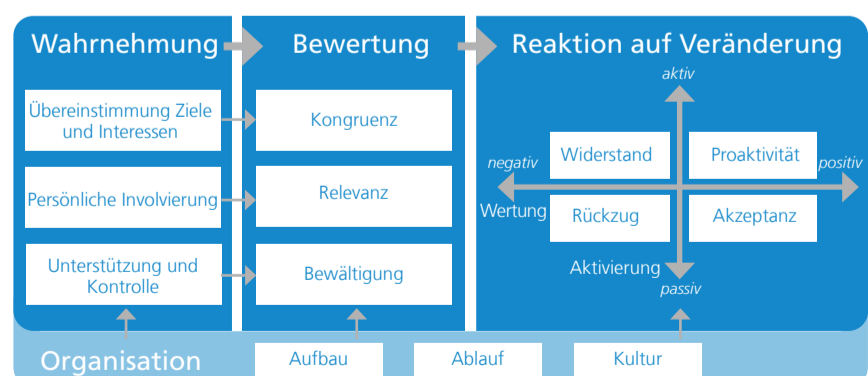 Wahrnehmung
Bewertung
Reaktion auf Veränderung
Übereinstimmung Ziele
und Interessen
Persönliche Involvierung
Unterstützung und
Kontrolle
Kongruenz
Relevanz
Bewältigung
aktiv
negativ
Widerstand
Proaktivität
positiv
Wertung
Rückzug
Akzeptanz
Aktivierung
passiv
Organisation
Aufbau
Ablauf
Kultur